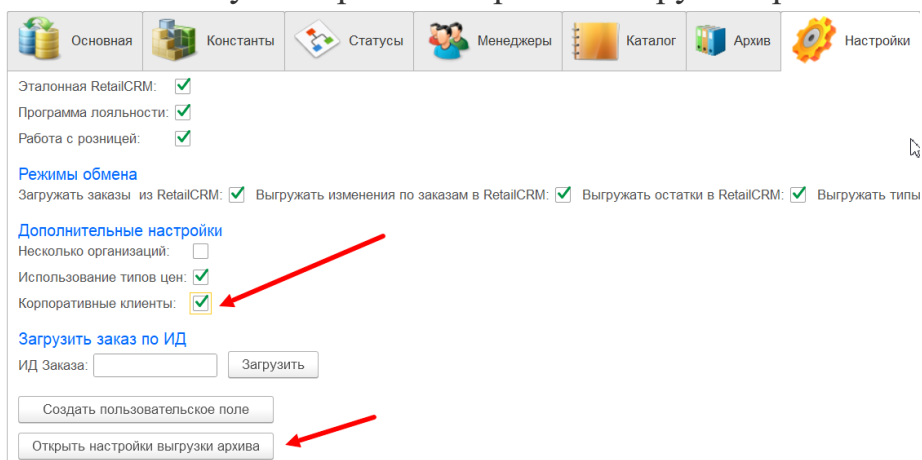 Основная Константы Статусы Менеджеры Каталог Архив Настройки
Эталонная RetailCRM:
Программа лояльности:
Работа с розницей:
Режимы обмена
Загружать заказы из RetailCRM: Выгружать изменения по заказам в RetailCRM: Выгружать остатки в RetailCRM: Выгружать типы
Дополнительные настройки
Несколько организаций:
Использование типов цен:
Корпоративные клиенты:
Загрузить заказ по ИД
ИД Заказа: Загрузить
Создать пользовательское поле
Открыть настройки выгрузки архива